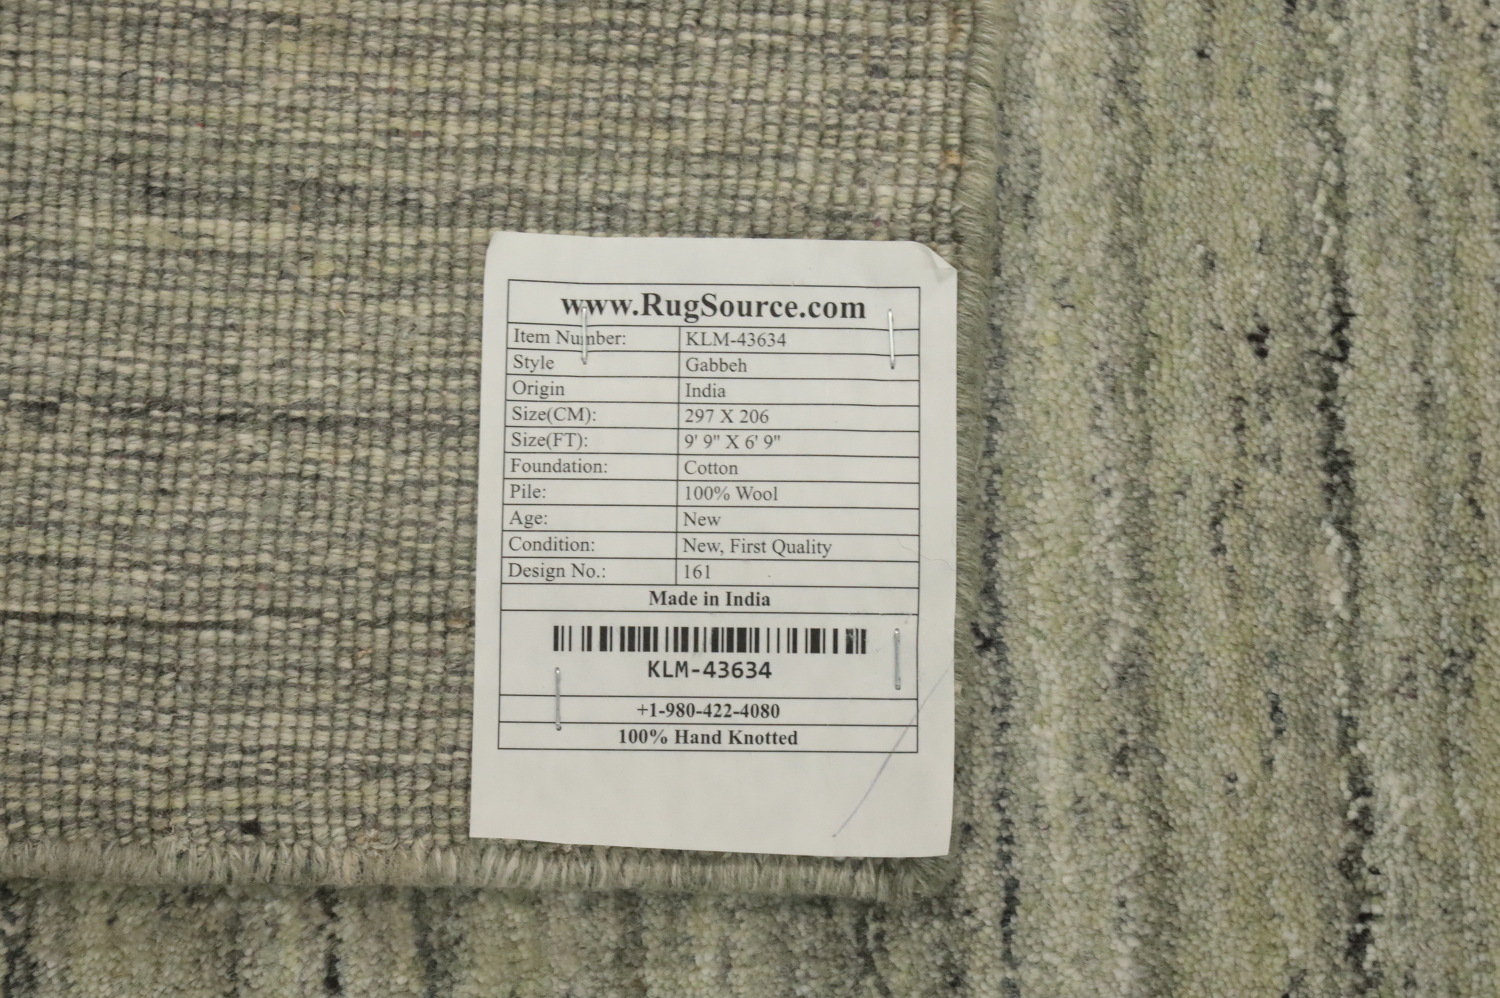 www.RugSource.com
Item Number: KLM-43634
Style Gabbeh
Origin India
Size(CM): 297 X 206
Size(FT): 9' 9" X 6' 9"
Foundation: Cotton
Pile: 100% Wool
Age: New
Condition: New, First Quality
Design No.: 161
Made in India
KLM-43634
+1-980-422-4080
100% Hand Knotted